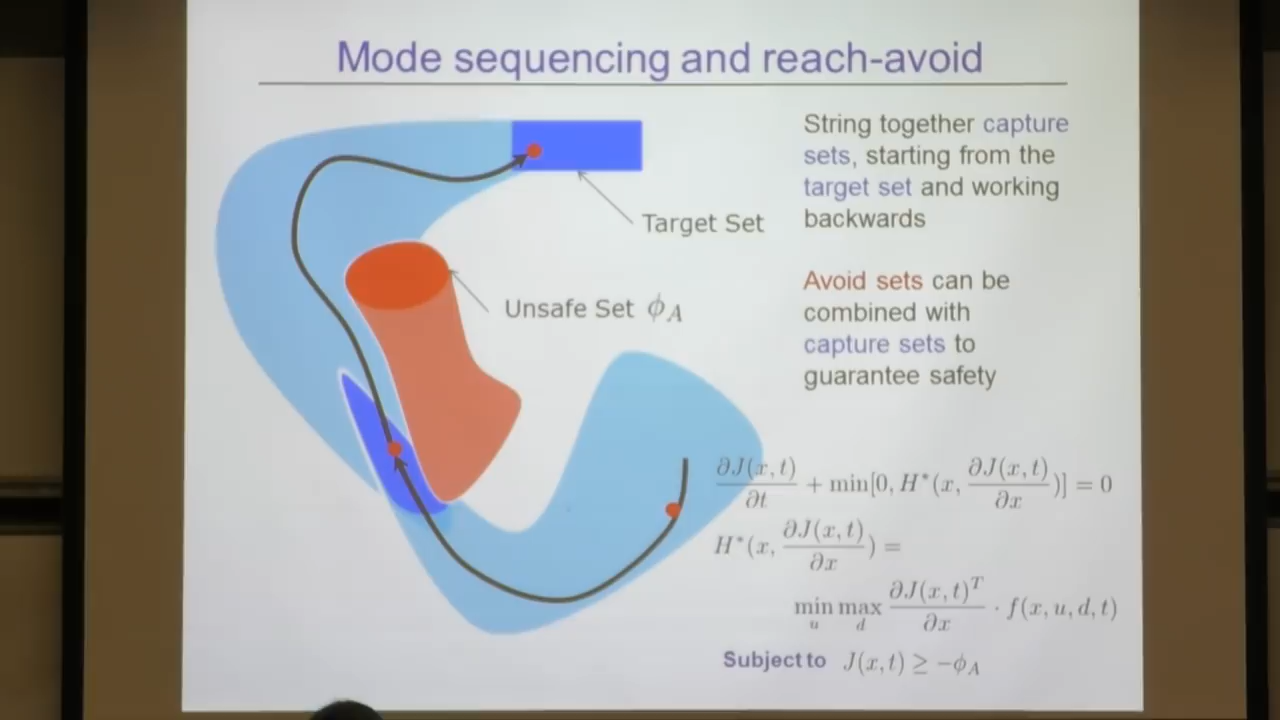 Mode sequencing and reach-avoid
String together capture
sets, starting from the
target set and working
backwards
Target Set
Avoid sets can be
combined with
capture sets to
guarantee safety
Unsafe Set ϕ_A
∂J(x,t)/∂t + min[0, H*(x, ∂J(x,t)/∂x)] = 0
H*(x, ∂J(x,t)/∂x) =
min_u max_d ∂J(x,t)^T/∂x · f(x,u,d,t)
Subject to J(x,t) ≥ −ϕ_A